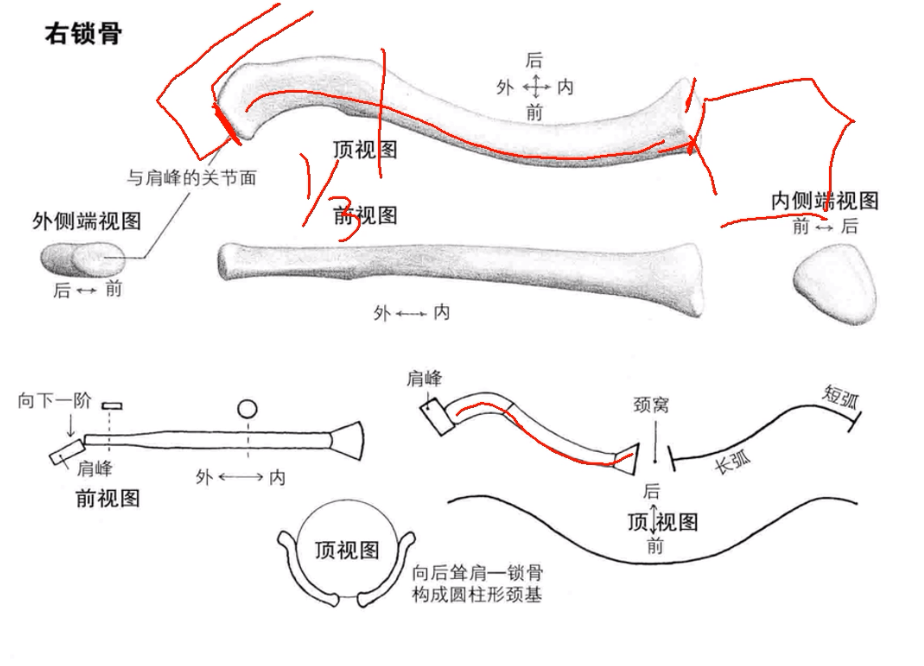 右锁骨
后
外 内
前
顶视图
与肩峰的关节面
1/3
前视图
外侧端视图
后 前
内侧端视图
前 后
外 内
肩峰
向下一阶
颈窝
短弧
肩峰
外 内
前视图
长弧
后
顶视图
前
顶视图
向后耸肩—锁骨
构成圆柱形颈基